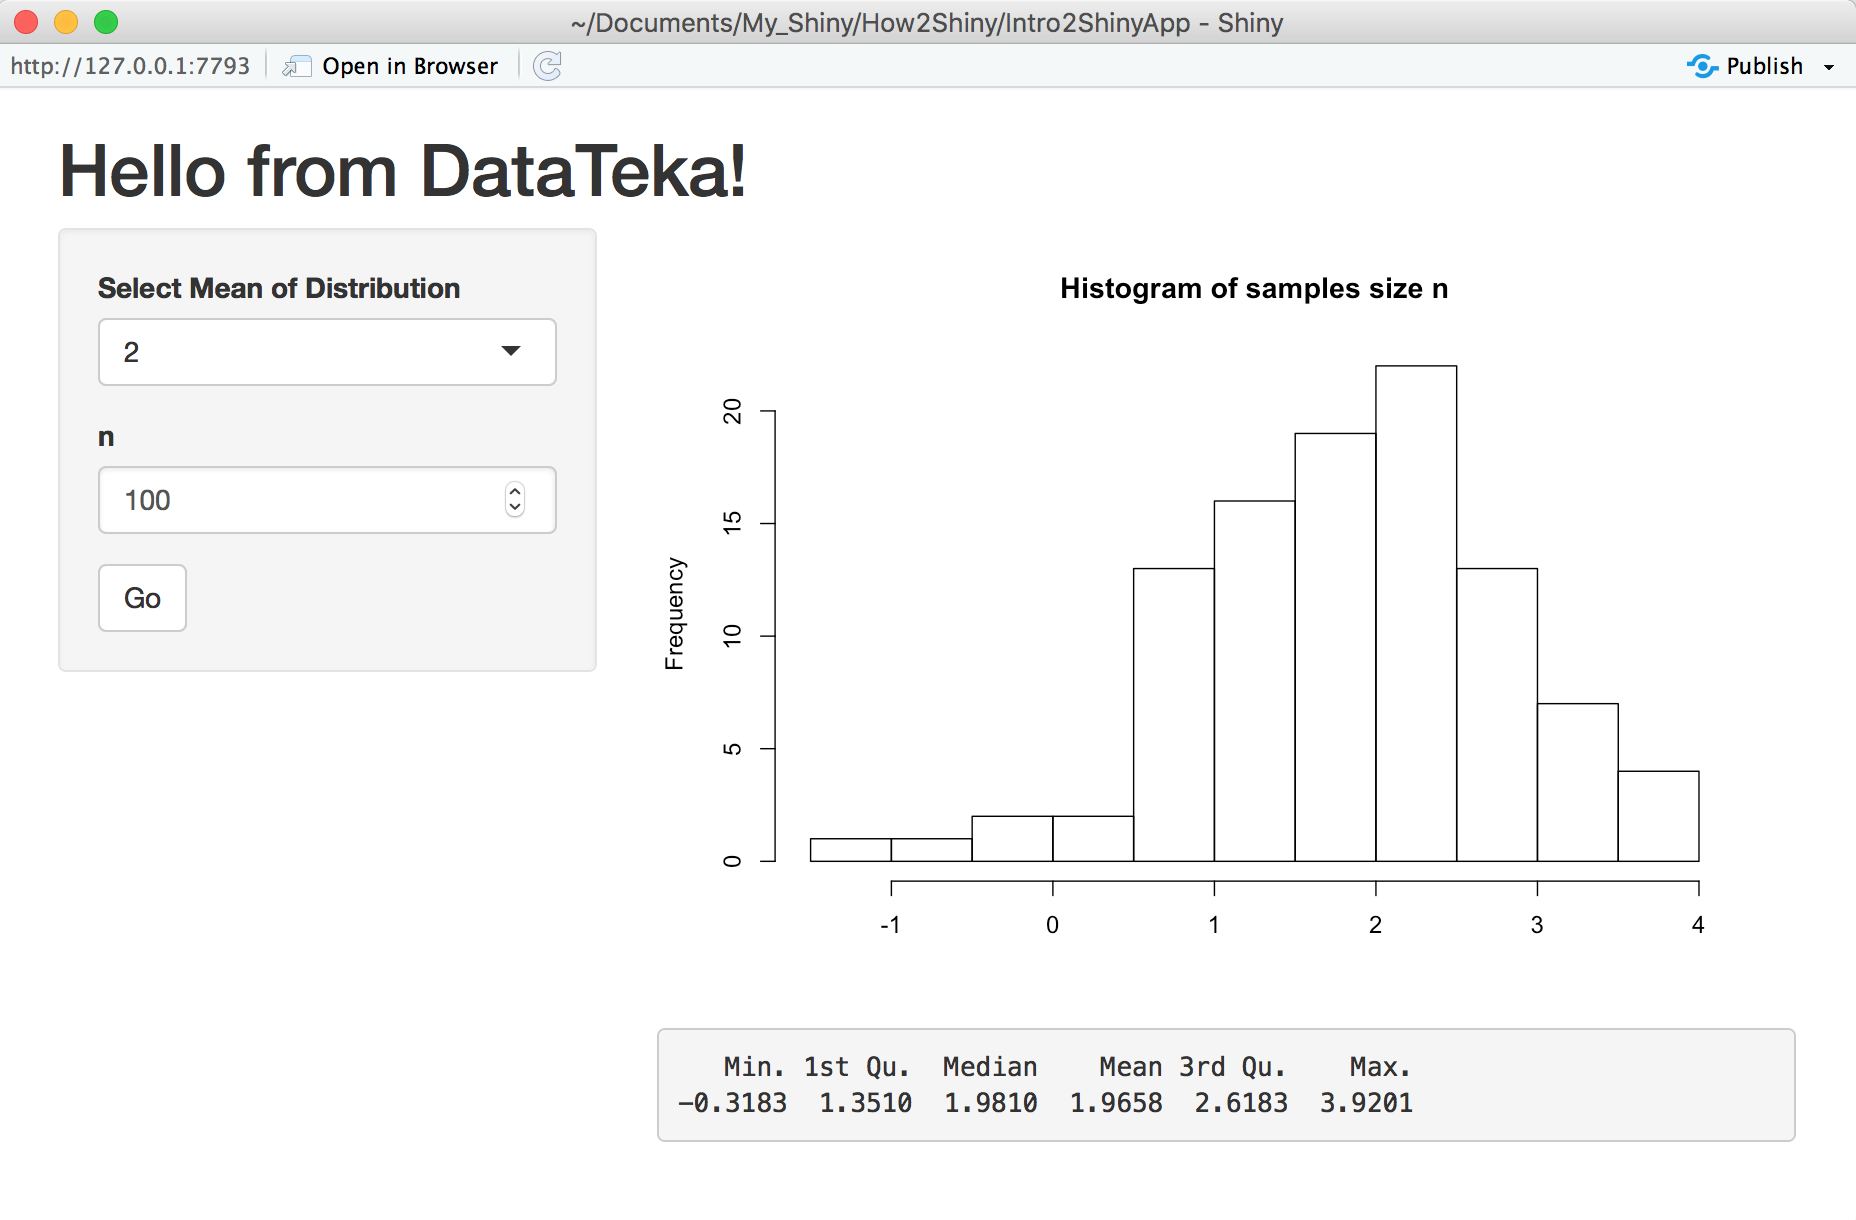 ~/Documents/My_Shiny/How2Shiny/Intro2ShinyApp - Shiny
http://127.0.0.1:7793 Open in Browser Publish
Hello from DataTeka!
Select Mean of Distribution
2
n
100
Go
Histogram of samples size n
Frequency
20
15
10
5
0
-1 0 1 2 3 4
Min. 1st Qu. Median Mean 3rd Qu. Max.
-0.3183 1.3510 1.9810 1.9658 2.6183 3.9201